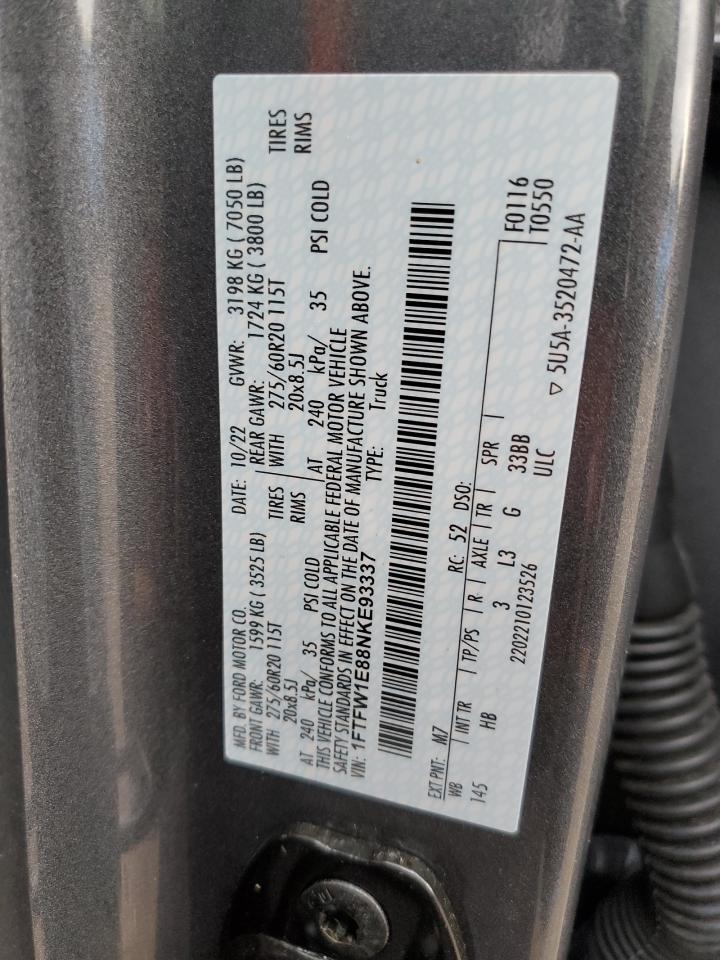 MFD. BY FORD MOTOR CO. DATE: 10/22 GVWR: 3198 KG ( 7050 LB)
FRONT GAWR: 1599 KG ( 3525 LB) REAR GAWR: 1724 KG ( 3800 LB)
WITH 275/60R20 115T TIRES WITH 275/60R20 115T TIRES
20x8.5J RIMS 20x8.5J RIMS
AT 240 kPa/ 35 PSI COLD AT 240 kPa/ 35 PSI COLD
THIS VEHICLE CONFORMS TO ALL APPLICABLE FEDERAL MOTOR VEHICLE
SAFETY STANDARDS IN EFFECT ON THE DATE OF MANUFACTURE SHOWN ABOVE.
VIN: 1FTFW1E88NKE93337 TYPE: Truck
EXT PNT: M7 RC: 52 DSO:
WB INT TR TP/PS R AXLE TR SPR F0116
145 HB 3 L3 G 33BB T0550
2202210123526 ULC
▽ 5U5A-3520472-AA